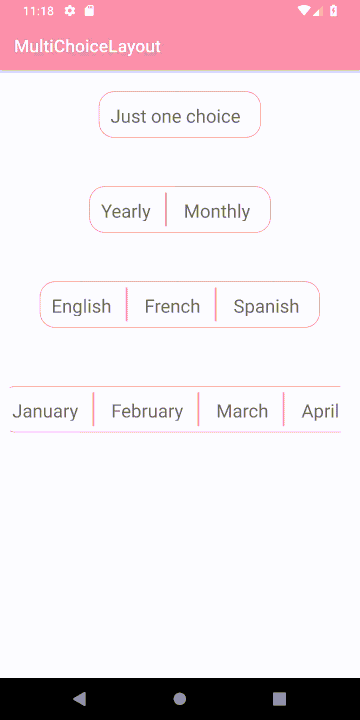 11:18
MultiChoiceLayout
Just one choice
Yearly Monthly
English French Spanish
January February March April